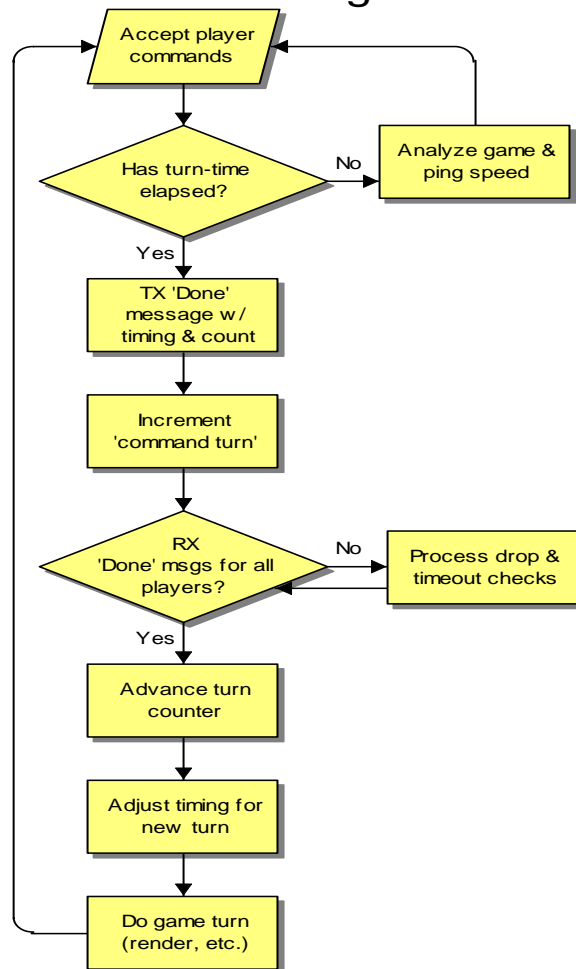 Accept player
commands
Has turn-time
elapsed?
No
Analyze game &
ping speed
Yes
TX 'Done'
message w/
timing & count
Increment
'command turn'
RX
'Done' msgs for all
players?
No
Process drop &
timeout checks
Yes
Advance turn
counter
Adjust timing for
new turn
Do game turn
(render, etc.)